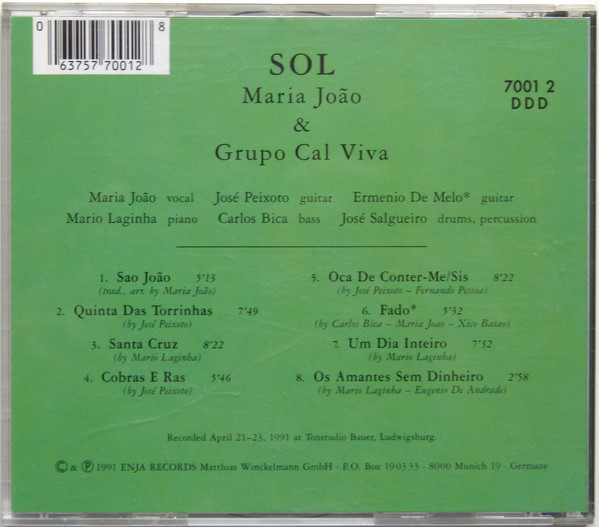 0 8
63757 70012
SOL
Maria João
&
Grupo Cal Viva
7001 2
DDD
Maria João vocal José Peixoto guitar Ermenio De Melo* guitar
Mario Laginha piano Carlos Bica bass José Salgueiro drums, percussion
1. Sao João 5'13
(trad., arr. by Maria João)
2. Quinta Das Torrinhas 7'49
(by José Peixoto)
3. Santa Cruz 8'22
(by Mario Laginha)
4. Cobras E Ras 5'46
(by José Peixoto)
5. Oca De Conter-Me/Sis 8'22
(by José Peixoto – Fernando Pessoa)
6. Fado* 5'32
(by Carlos Bica – Maria Joao – Xico Baiao)
7. Um Dia Inteiro 7'32
(by Mario Laginha)
8. Os Amantes Sem Dinheiro 2'58
(by Mario Laginha – Eugenio De Andrade)
Recorded April 21–23, 1991 at Tonstudio Bauer, Ludwigsburg.
© & ℗ 1991 ENJA RECORDS Matthias Winckelmann GmbH · P.O. Box 190333 · 8000 Munich 19 · Germany